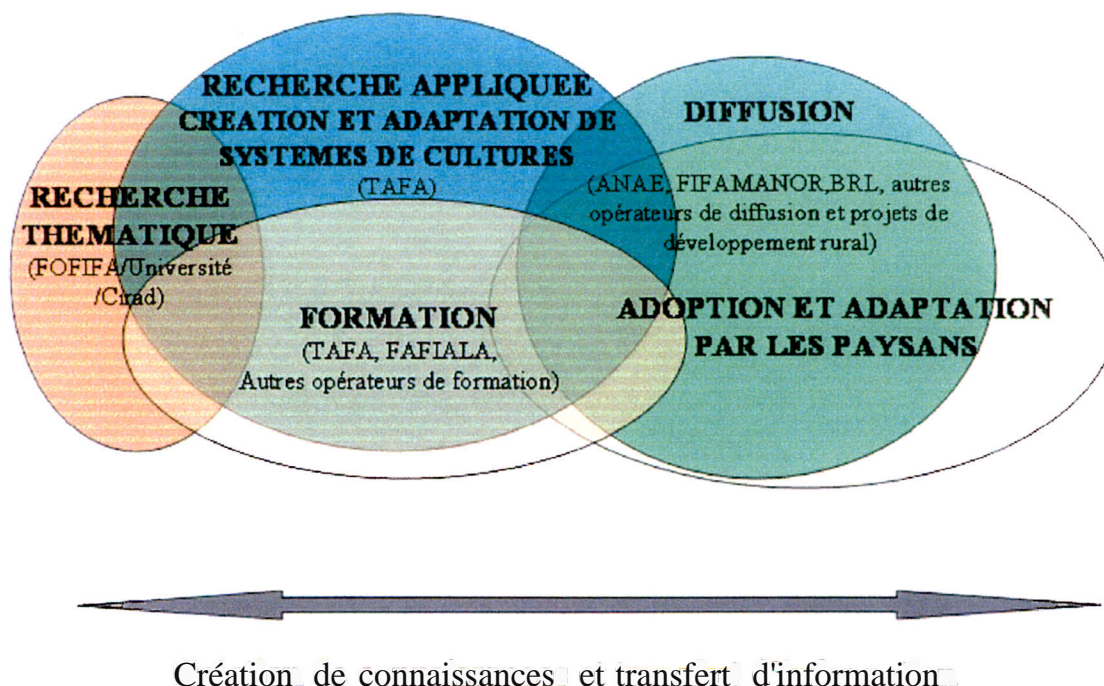 RECHERCHE APPLIQUEE
CREATION ET ADAPTATION DE
SYSTEMES DE CULTURES
(TAFA)
DIFFUSION
(ANAE, FIFAMANOR,BRL, autres
opérateurs de diffusion et projets de
développement rural)
RECHERCHE
THEMATIQUE
(FOFIFA/Université
/Cirad)
FORMATION
(TAFA, FAFIALA,
Autres opérateurs de formation)
ADOPTION ET ADAPTATION
PAR LES PAYSANS
Création de connaissances et transfert d'information